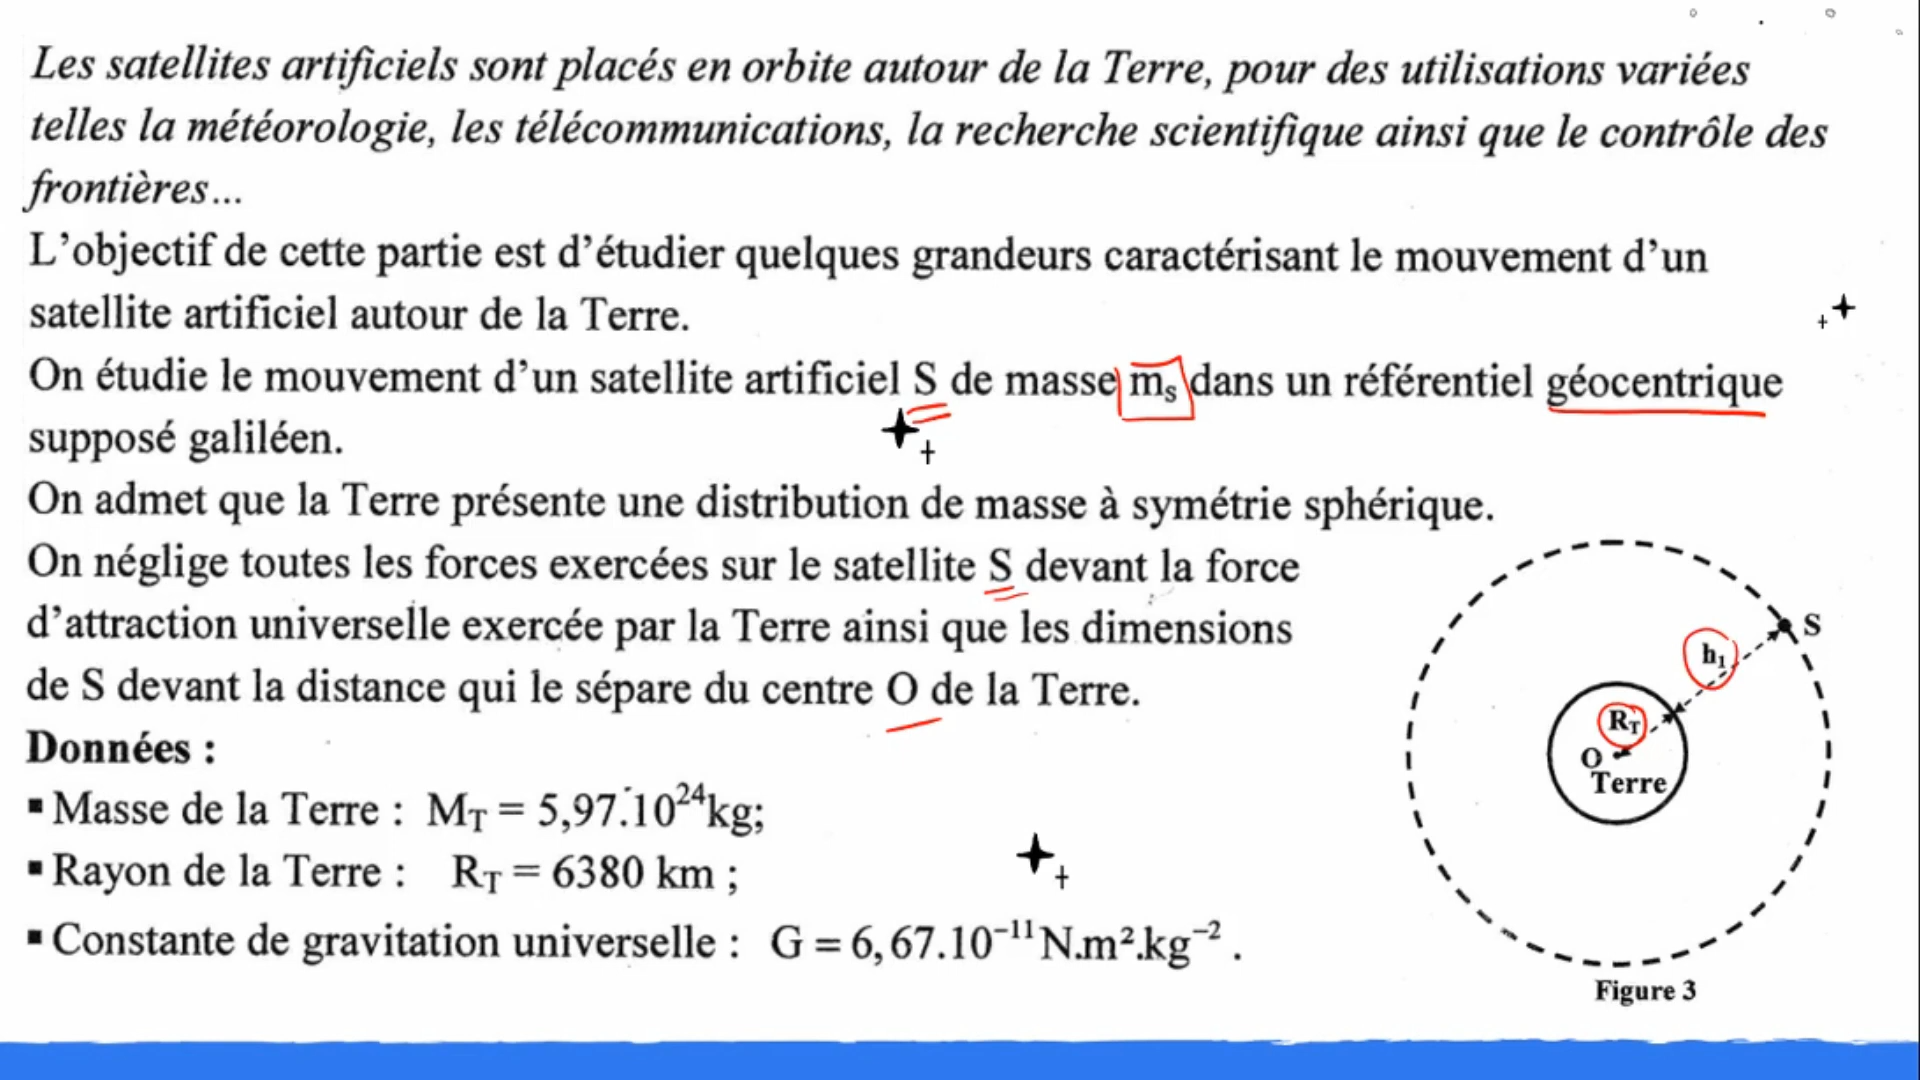 Les satellites artificiels sont placés en orbite autour de la Terre, pour des utilisations variées
telles la météorologie, les télécommunications, la recherche scientifique ainsi que le contrôle des
frontières...
L’objectif de cette partie est d’étudier quelques grandeurs caractérisant le mouvement d’un
satellite artificiel autour de la Terre.
On étudie le mouvement d’un satellite artificiel S de masse mₛ dans un référentiel géocentrique
supposé galiléen.
On admet que la Terre présente une distribution de masse à symétrie sphérique.
On néglige toutes les forces exercées sur le satellite S devant la force
d’attraction universelle exercée par la Terre ainsi que les dimensions
de S devant la distance qui le sépare du centre O de la Terre.
Données :
▪ Masse de la Terre : M_T = 5,97.10²⁴kg;
▪ Rayon de la Terre : R_T = 6380 km ;
▪ Constante de gravitation universelle : G = 6,67.10⁻¹¹N.m².kg⁻² .
S
h₁
R_T
O
Terre
Figure 3